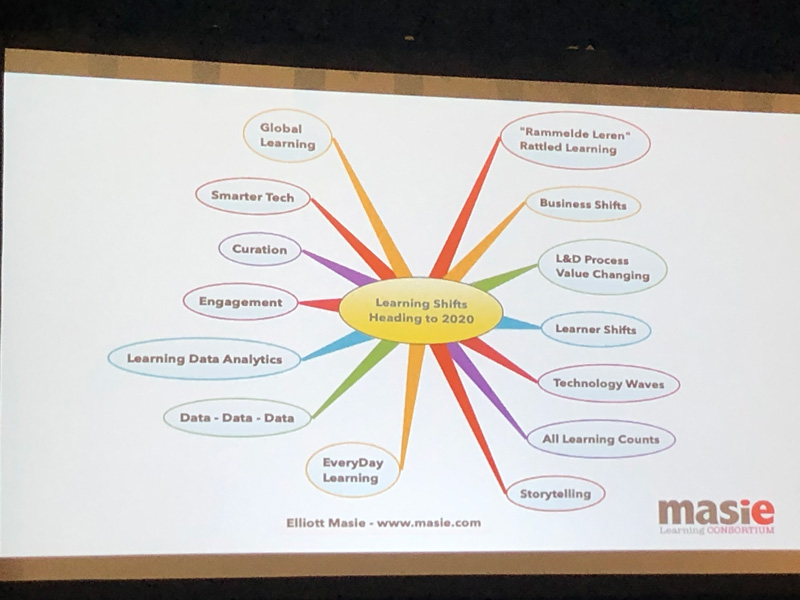 Global
Learning
"Rammelde Leren"
Rattled Learning
Smarter Tech
Business Shifts
Curation
L&D Process
Value Changing
Engagement
Learning Shifts
Heading to 2020
Learner Shifts
Learning Data Analytics
Technology Waves
Data - Data - Data
All Learning Counts
EveryDay
Learning
Storytelling
Elliott Masie - www.masie.com
masie
Learning CONSORTIUM